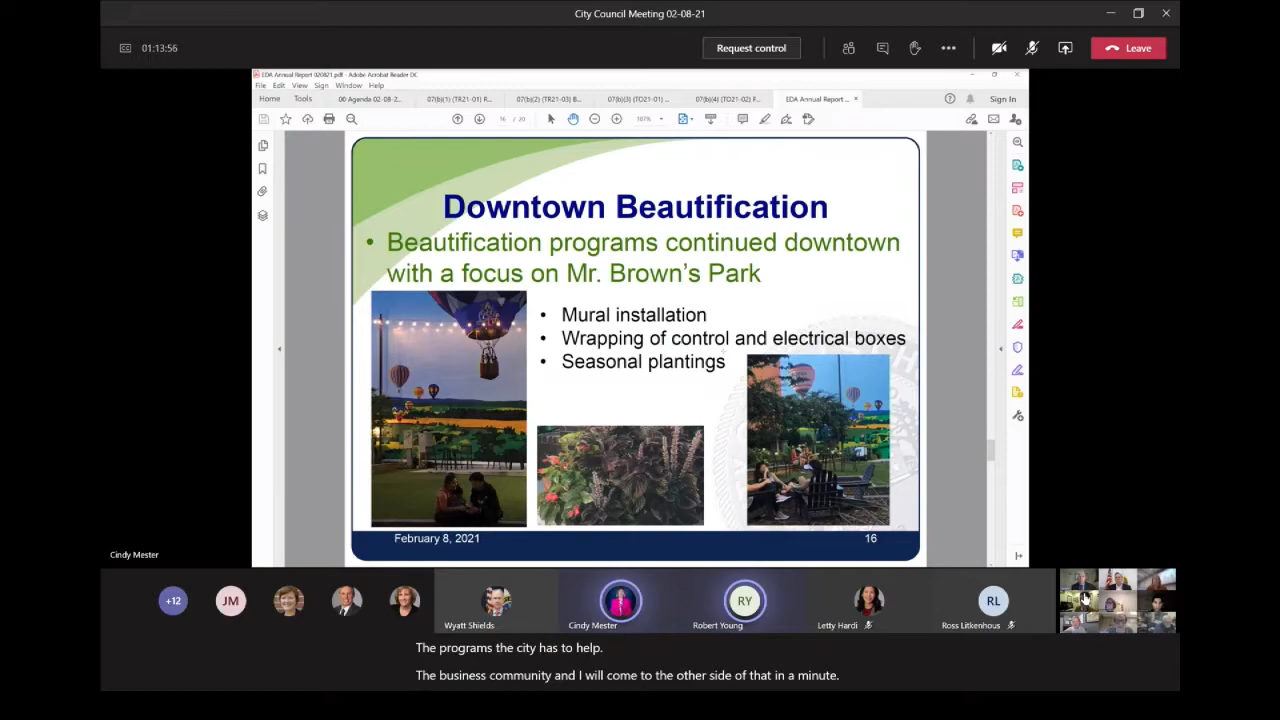 City Council Meeting 02-08-21
01:13:56
Request control
Leave
EDA Annual Report 020821.pdf - Adobe Acrobat Reader DC
File Edit View Sign Window Help
Home Tools 00 Agenda 02-08-2... 07(b)(1) (TR21-01) R... 07(b)(2) (TR21-03) B... 07(b)(3) (TO21-01) ... 07(b)(4) (TO21-02) F... EDA Annual Report ... Sign In
16 / 20 107%
Downtown Beautification
• Beautification programs continued downtown
with a focus on Mr. Brown's Park
• Mural installation
• Wrapping of control and electrical boxes
• Seasonal plantings
February 8, 2021 16
Cindy Mester
+12 JM RY RL
Wyatt Shields Cindy Mester Robert Young Letty Hardi Ross Litkenhous
The programs the city has to help.
The business community and I will come to the other side of that in a minute.